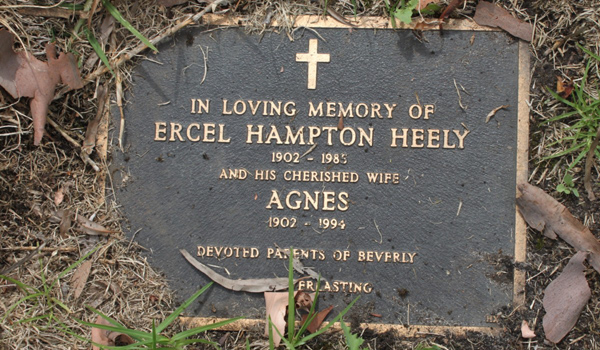 IN LOVING MEMORY OF
ERCEL HAMPTON HEELY
1902 - 1985
AND HIS CHERISHED WIFE
AGNES
1902 - 1994
DEVOTED PARENTS OF BEVERLY